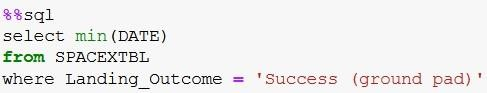 %%sql
select min(DATE)
from SPACEXTBL
where Landing_Outcome = 'Success (ground pad)'